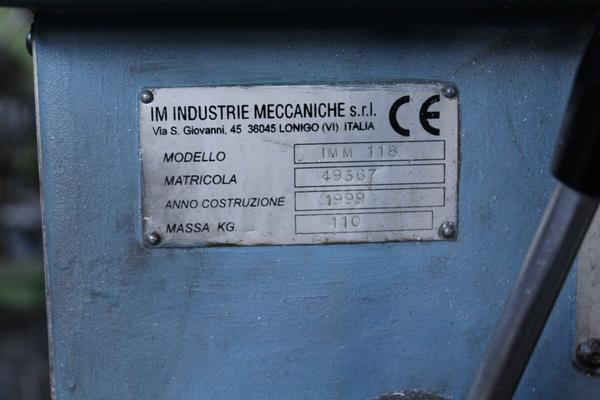 IM INDUSTRIE MECCANICHE s.r.l.
Via S. Giovanni, 45 36045 LONIGO (VI) ITALIA
CE
MODELLO IMM 118
MATRICOLA 49367
ANNO COSTRUZIONE 1999
MASSA KG 110